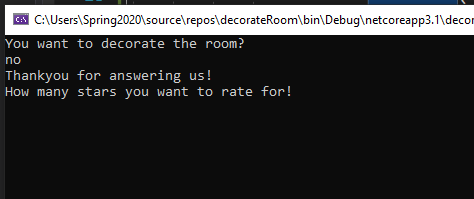 C:\Users\Spring2020\source\repos\decorateRoom\bin\Debug\netcoreapp3.1\decor
You want to decorate the room?
no
Thankyou for answering us!
How many stars you want to rate for!